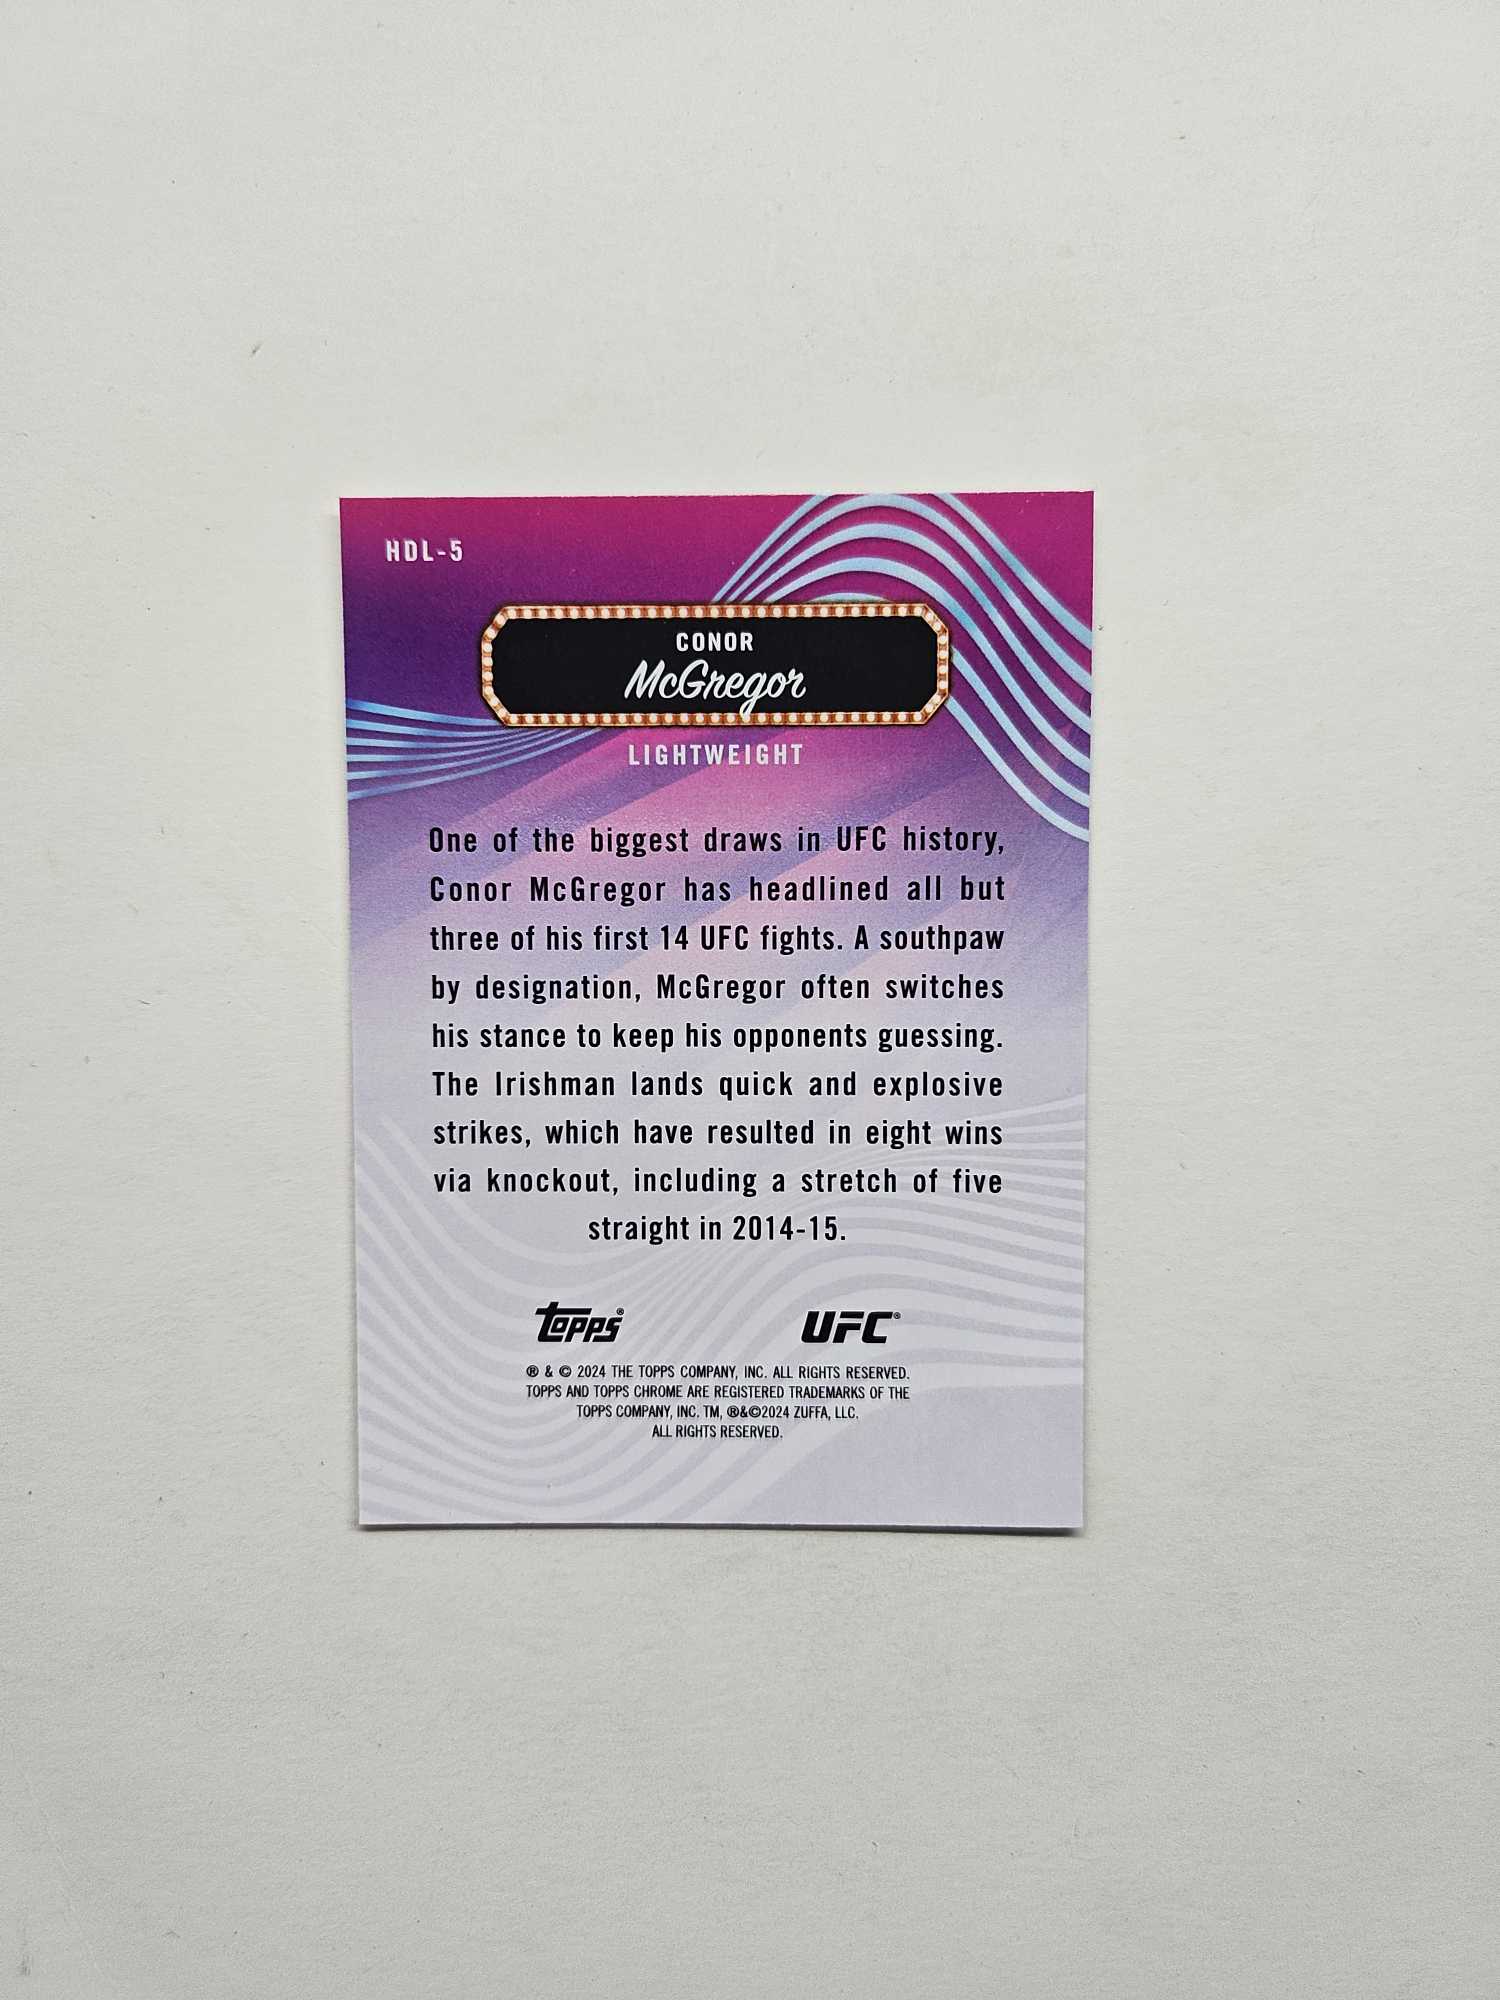 HDL-5
CONOR
McGregor
LIGHTWEIGHT
One of the biggest draws in UFC history,
Conor McGregor has headlined all but
three of his first 14 UFC fights. A southpaw
by designation, McGregor often switches
his stance to keep his opponents guessing.
The Irishman lands quick and explosive
strikes, which have resulted in eight wins
via knockout, including a stretch of five
straight in 2014-15.
topps® UFC®
® & © 2024 THE TOPPS COMPANY, INC. ALL RIGHTS RESERVED.
TOPPS AND TOPPS CHROME ARE REGISTERED TRADEMARKS OF THE
TOPPS COMPANY, INC. TM, ®&©2024 ZUFFA, LLC.
ALL RIGHTS RESERVED.